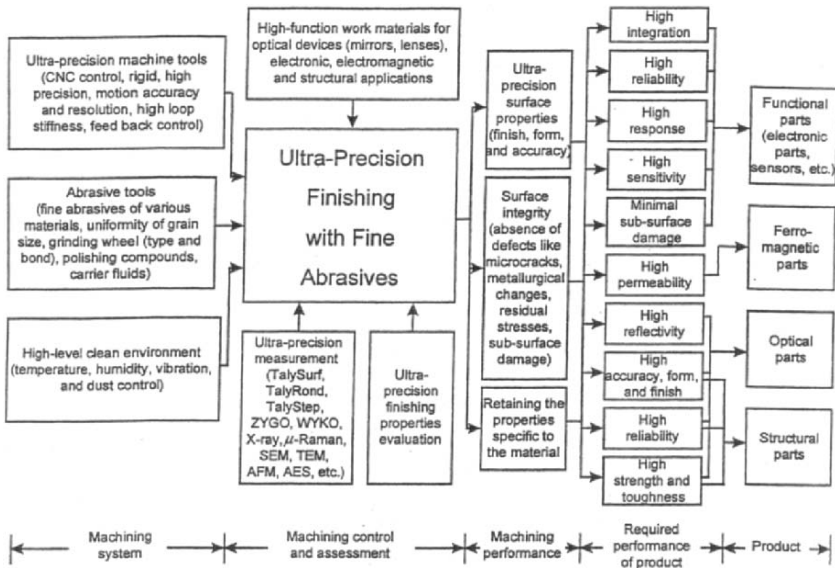 Ultra-precision machine tools
(CNC control, rigid, high
precision, motion accuracy
and resolution, high loop
stiffness, feed back control)
Abrasive tools
(fine abrasives of various
materials, uniformity of grain
size, grinding wheel (type and
bond), polishing compounds,
carrier fluids)
High-level clean environment
(temperature, humidity, vibration,
and dust control)
High-function work materials for
optical devices (mirrors, lenses),
electronic, electromagnetic
and structural applications
Ultra-Precision
Finishing
with Fine
Abrasives
Ultra-precision
measurement
(TalySurf,
TalyRond,
TalyStep,
ZYGO, WYKO,
X-ray, μ-Raman,
SEM, TEM,
AFM, AES, etc.)
Ultra-
precision
finishing
properties
evaluation
Ultra-
precision
surface
properties
(finish, form,
and accuracy)
Surface
integrity
(absence of
defects like
microcracks,
metallurgical
changes,
residual
stresses,
sub-surface
damage)
Retaining the
properties
specific to
the material
High
integration
High
reliability
High
response
High
sensitivity
Minimal
sub-surface
damage
High
permeability
High
reflectivity
High
accuracy, form,
and finish
High
reliability
High
strength and
toughness
Functional
parts
(electronic
parts,
sensors, etc.)
Ferro-
magnetic
parts
Optical
parts
Structural
parts
Machining
system
Machining control
and assessment
Machining
performance
Required
performance
of product
Product